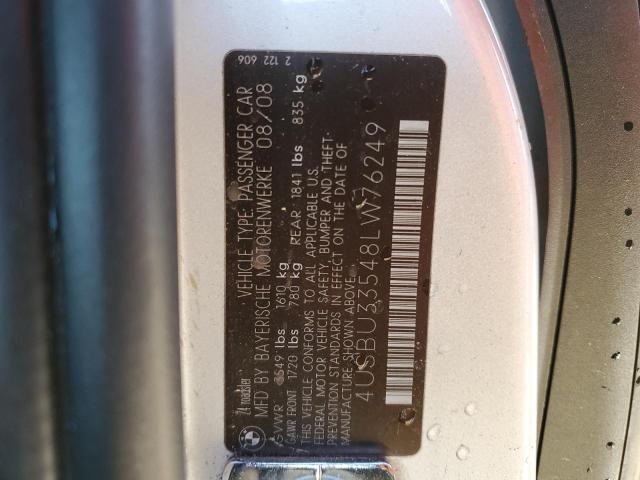 Z4 roadster
VEHICLE TYPE: PASSENGER CAR
2 122 606
MFD BY BAYERISCHE MOTORENWERKE 08/08
GVWR 3549 lbs 1610 kg
GAWR FRONT 1720 lbs 780 kg REAR 1841 lbs 835 kg
THIS VEHICLE CONFORMS TO ALL APPLICABLE U.S.
FEDERAL MOTOR VEHICLE SAFETY, BUMPER AND THEFT
PREVENTION STANDARDS IN EFFECT ON THE DATE OF
MANUFACTURE SHOWN ABOVE.
4USBU33548LW76249